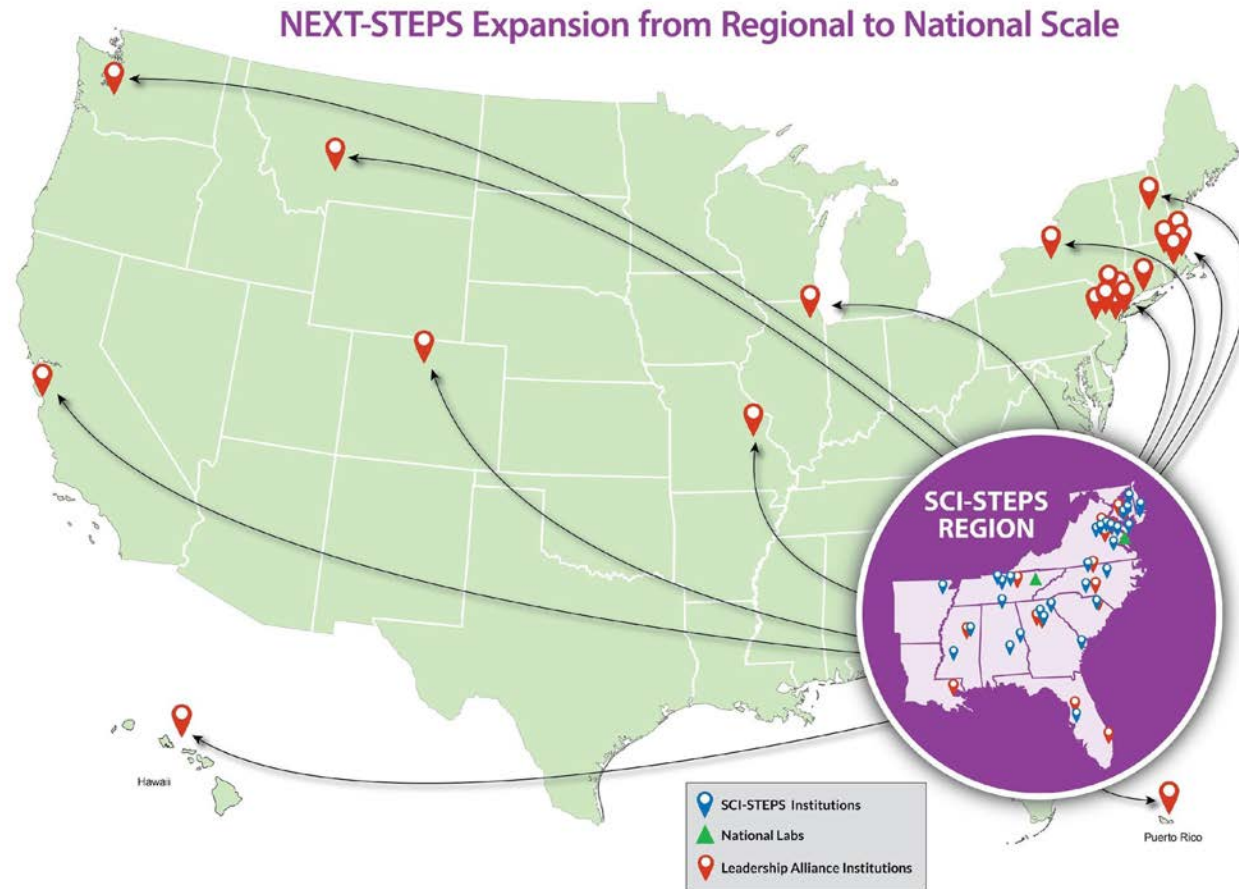 NEXT-STEPS Expansion from Regional to National Scale
SCI-STEPS
REGION
Hawaii
SCI-STEPS Institutions
National Labs
Leadership Alliance Institutions
Puerto Rico